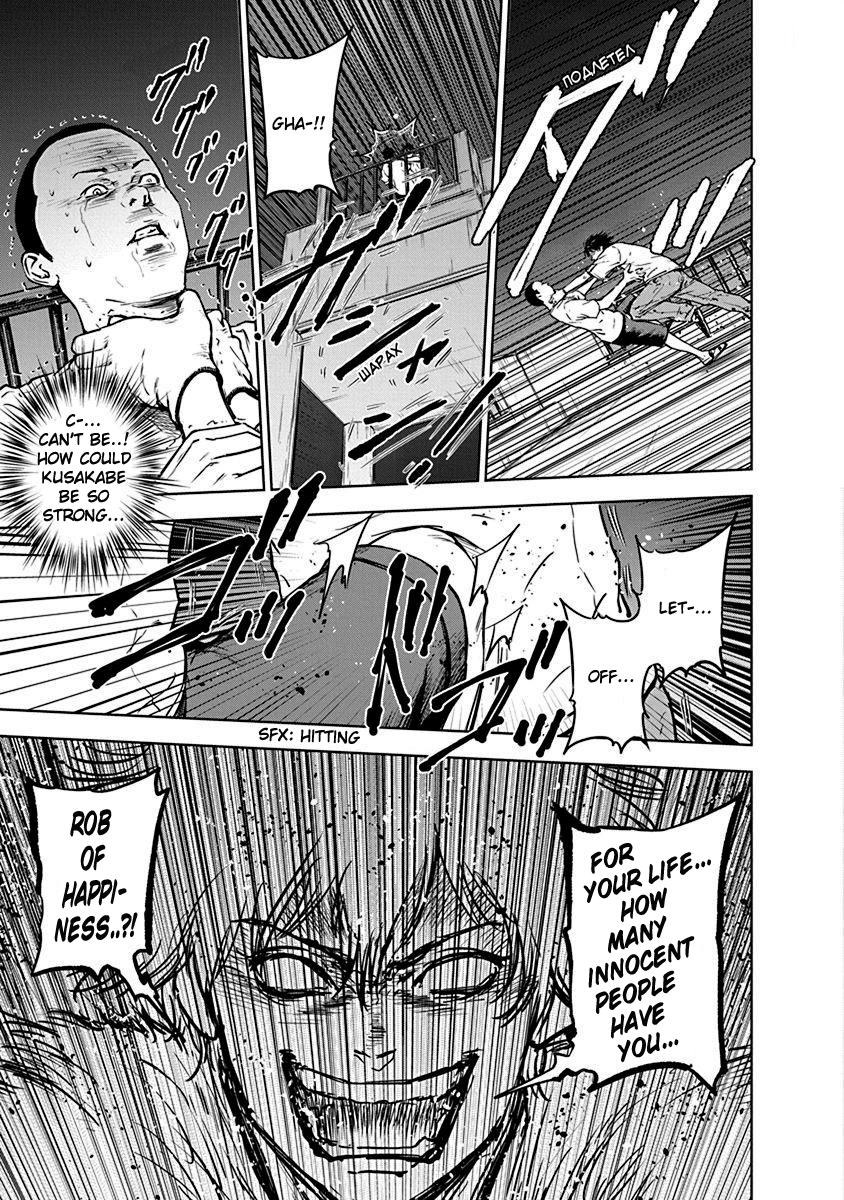 ПОДЛЕТЕЛ
GHA-!!
ШАРАХ
C-...
CAN'T BE..!
HOW COULD
KUSAKABE
BE SO
STRONG...
LET-...
OFF...
SFX: HITTING
FOR
YOUR LIFE...
HOW
MANY
INNOCENT
PEOPLE
HAVE
YOU...
ROB
OF
HAPPI-
NESS..?!